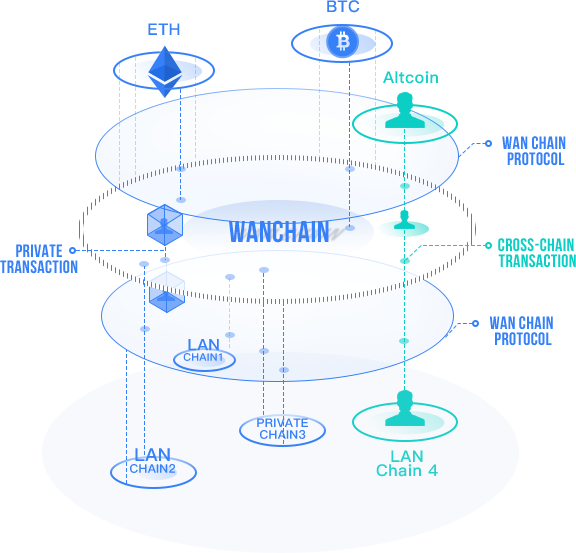 BTC
ETH
Altcoin
WAN CHAIN
PROTOCOL
WANCHAIN
PRIVATE
TRANSACTION
CROSS-CHAIN
TRANSACTION
WAN CHAIN
PROTOCOL
LAN
CHAIN1
PRIVATE
CHAIN3
LAN
CHAIN2
LAN
Chain 4